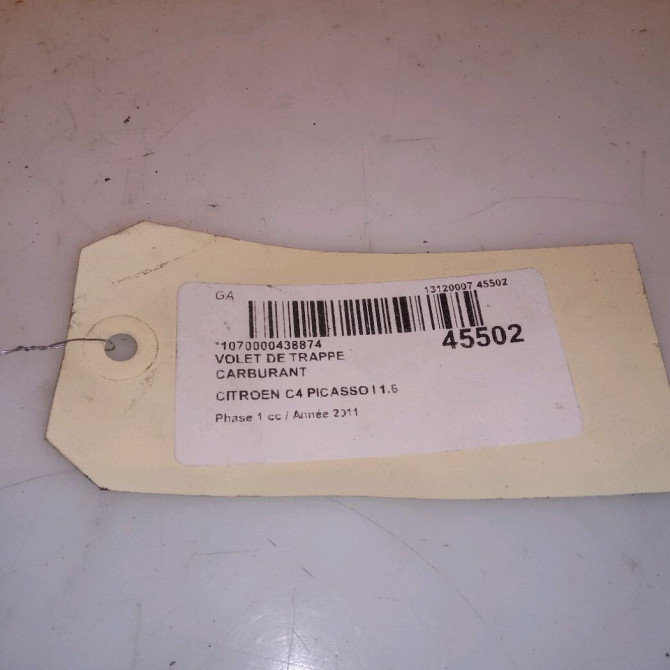 GA
13120007 45502
*1070000438874
45502
VOLET DE TRAPPE
CARBURANT
CITROEN C4 PICASSO I 1.6
Phase 1 cc / Année 2011